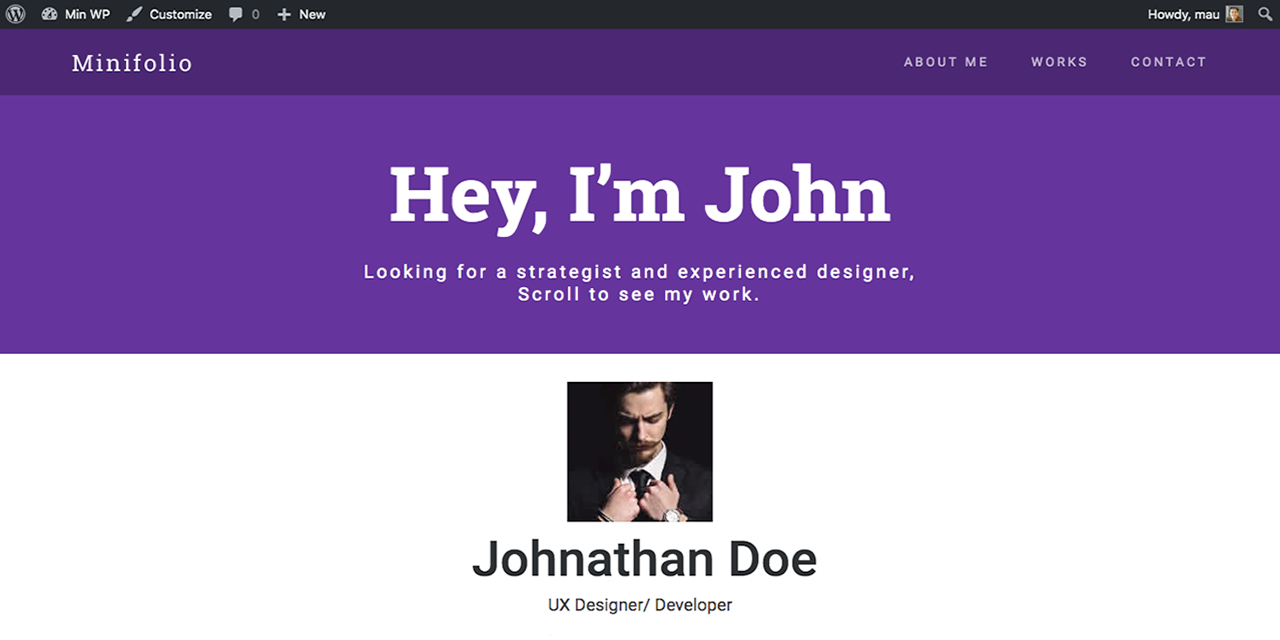 Min WP Customize 0 New Howdy, mau
Minifolio ABOUT ME WORKS CONTACT
Hey, I’m John
Looking for a strategist and experienced designer,
Scroll to see my work.
Johnathan Doe
UX Designer/ Developer